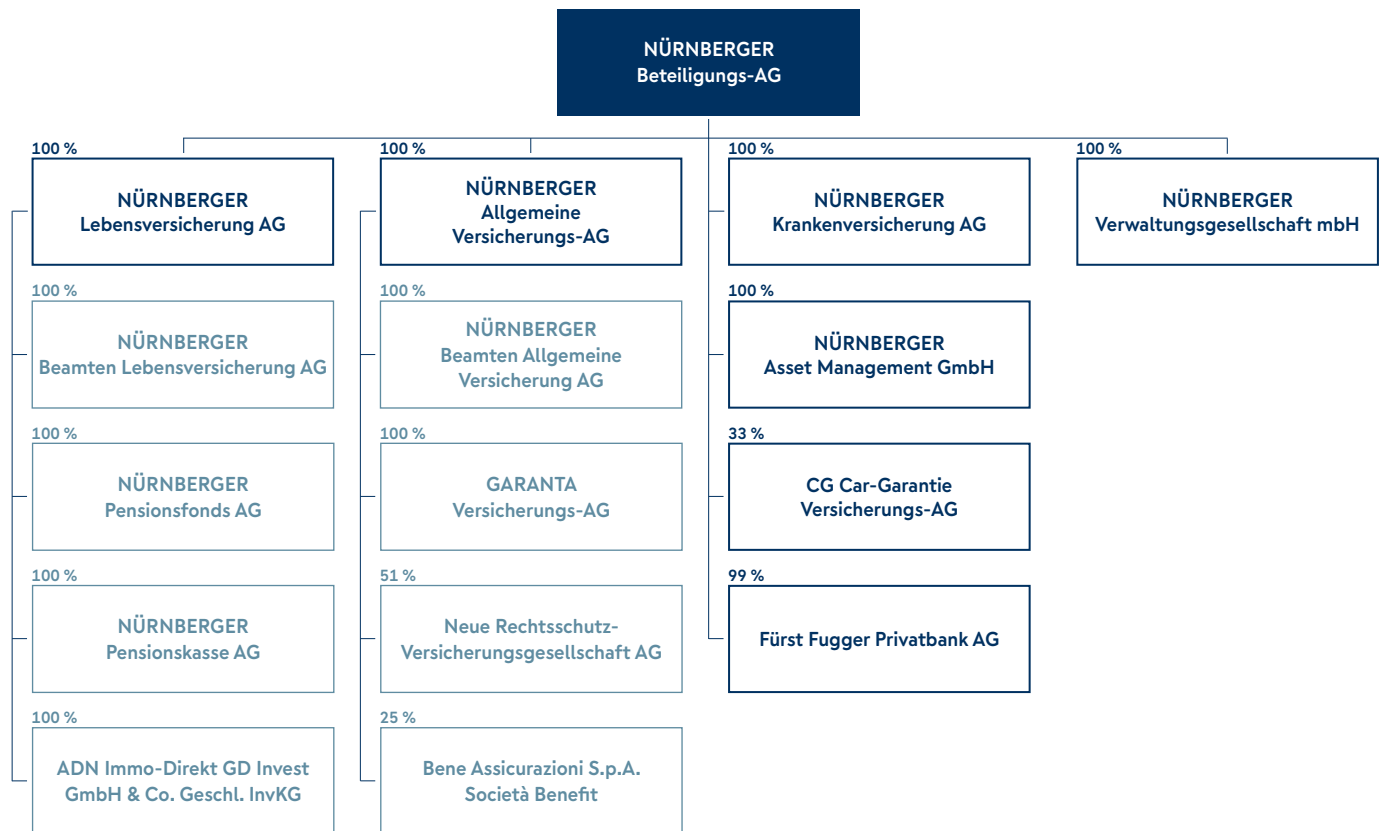 NÜRNBERGER
Beteiligungs-AG
100 %
NÜRNBERGER
Lebensversicherung AG
100 %
NÜRNBERGER
Allgemeine
Versicherungs-AG
100 %
NÜRNBERGER
Krankenversicherung AG
100 %
NÜRNBERGER
Verwaltungsgesellschaft mbH
100 %
NÜRNBERGER
Beamten Lebensversicherung AG
100 %
NÜRNBERGER
Beamten Allgemeine
Versicherung AG
100 %
NÜRNBERGER
Asset Management GmbH
100 %
NÜRNBERGER
Pensionsfonds AG
100 %
GARANTA
Versicherungs-AG
33 %
CG Car-Garantie
Versicherungs-AG
100 %
NÜRNBERGER
Pensionskasse AG
51 %
Neue Rechtsschutz-
Versicherungsgesellschaft AG
99 %
Fürst Fugger Privatbank AG
100 %
ADN Immo-Direkt GD Invest
GmbH & Co. Geschl. InvKG
25 %
Bene Assicurazioni S.p.A.
Società Benefit